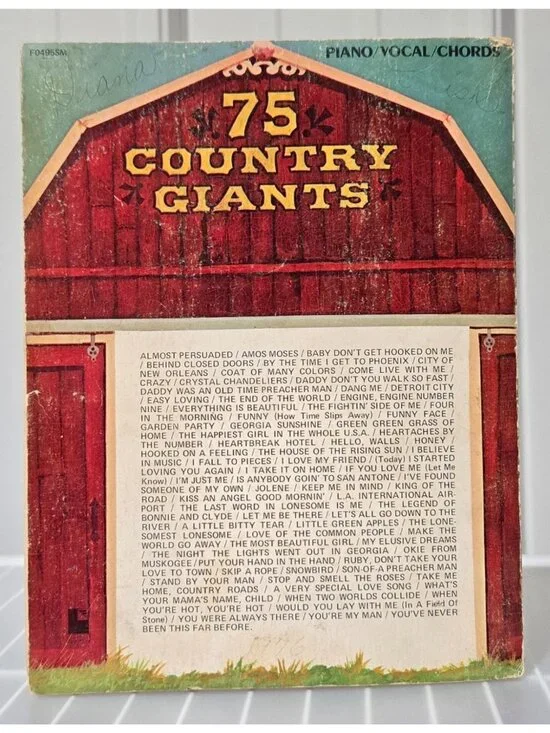 F0495SM
PIANO/VOCAL/CHORDS
Diana
75
COUNTRY
GIANTS
ALMOST PERSUADED / AMOS MOSES / BABY DON'T GET HOOKED ON ME
/ BEHIND CLOSED DOORS / BY THE TIME I GET TO PHOENIX / CITY OF
NEW ORLEANS / COAT OF MANY COLORS / COME LIVE WITH ME /
CRAZY / CRYSTAL CHANDELIERS / DADDY DON'T YOU WALK SO FAST /
DADDY WAS AN OLD TIME PREACHER MAN / DANG ME / DETROIT CITY
/ EASY LOVING / THE END OF THE WORLD / ENGINE, ENGINE NUMBER
NINE / EVERYTHING IS BEAUTIFUL / THE FIGHTIN' SIDE OF ME / FOUR
IN THE MORNING / FUNNY (How Time Slips Away) / FUNNY FACE /
GARDEN PARTY / GEORGIA SUNSHINE / GREEN GREEN GRASS OF
HOME / THE HAPPIEST GIRL IN THE WHOLE U.S.A. / HEARTACHES BY
THE NUMBER / HEARTBREAK HOTEL / HELLO, WALLS / HONEY /
HOOKED ON A FEELING / THE HOUSE OF THE RISING SUN / I BELIEVE
IN MUSIC / I FALL TO PIECES / I LOVE MY FRIEND / (Today) I STARTED
LOVING YOU AGAIN / I TAKE IT ON HOME / IF YOU LOVE ME (Let Me
Know) / I'M JUST ME / IS ANYBODY GOIN' TO SAN ANTONE / I'VE FOUND
SOMEONE OF MY OWN / JOLENE / KEEP ME IN MIND / KING OF THE
ROAD / KISS AN ANGEL GOOD MORNIN' / L.A. INTERNATIONAL AIR-
PORT / THE LAST WORD IN LONESOME IS ME / THE LEGEND OF
BONNIE AND CLYDE / LET ME BE THERE / LET'S ALL GO DOWN TO THE
RIVER / A LITTLE BITTY TEAR / LITTLE GREEN APPLES / THE LONE-
SOMEST LONESOME / LOVE OF THE COMMON PEOPLE / MAKE THE
WORLD GO AWAY / THE MOST BEAUTIFUL GIRL / MY ELUSIVE DREAMS
/ THE NIGHT THE LIGHTS WENT OUT IN GEORGIA / OKIE FROM
MUSKOGEE / PUT YOUR HAND IN THE HAND / RUBY, DON'T TAKE YOUR
LOVE TO TOWN / SKIP A ROPE / SNOWBIRD / SON-OF-A PREACHER MAN
/ STAND BY YOUR MAN / STOP AND SMELL THE ROSES / TAKE ME
HOME, COUNTRY ROADS / A VERY SPECIAL LOVE SONG / WHAT'S
YOUR MAMA'S NAME, CHILD / WHEN TWO WORLDS COLLIDE / WHEN
YOU'RE HOT, YOU'RE HOT / WOULD YOU LAY WITH ME (In A Field Of
Stone) / YOU WERE ALWAYS THERE / YOU'RE MY MAN / YOU'VE NEVER
BEEN THIS FAR BEFORE.